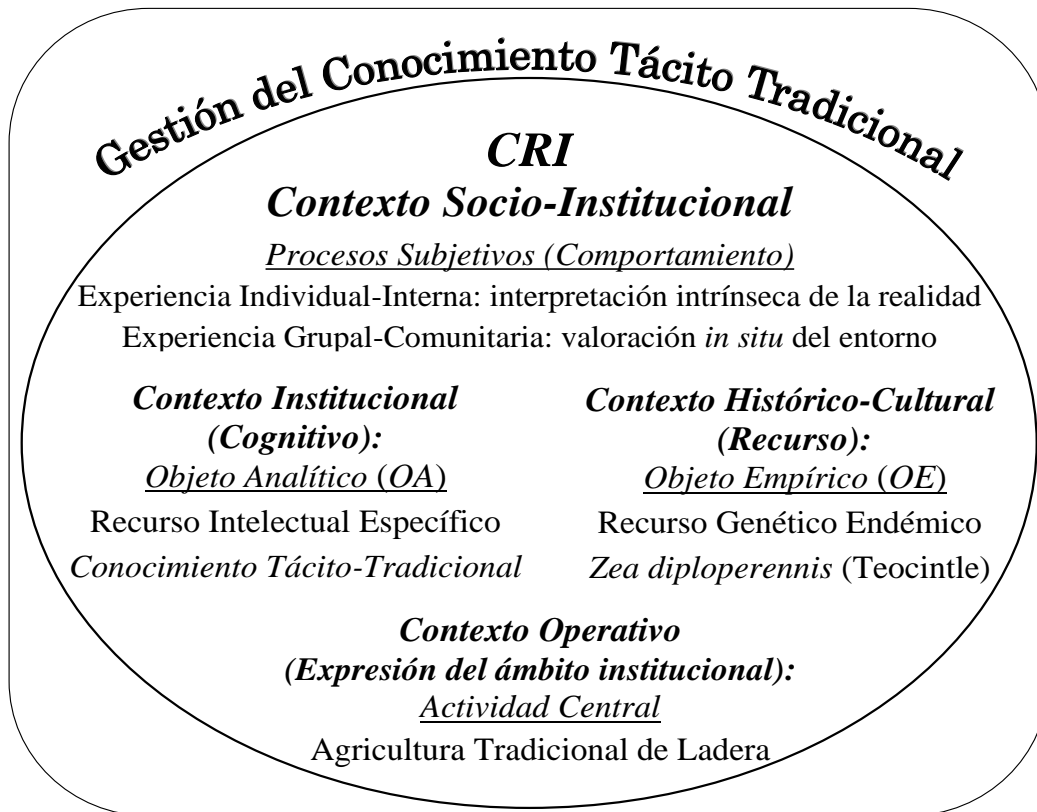 Gestión del Conocimiento Tácito Tradicional
CRI
Contexto Socio-Institucional
Procesos Subjetivos (Comportamiento)
Experiencia Individual-Interna: interpretación intrínseca de la realidad
Experiencia Grupal-Comunitaria: valoración in situ del entorno
Contexto Institucional
(Cognitivo):
Objeto Analítico (OA)
Recurso Intelectual Específico
Conocimiento Tácito-Tradicional
Contexto Histórico-Cultural
(Recurso):
Objeto Empírico (OE)
Recurso Genético Endémico
Zea diploperennis (Teocintle)
Contexto Operativo
(Expresión del ámbito institucional):
Actividad Central
Agricultura Tradicional de Ladera